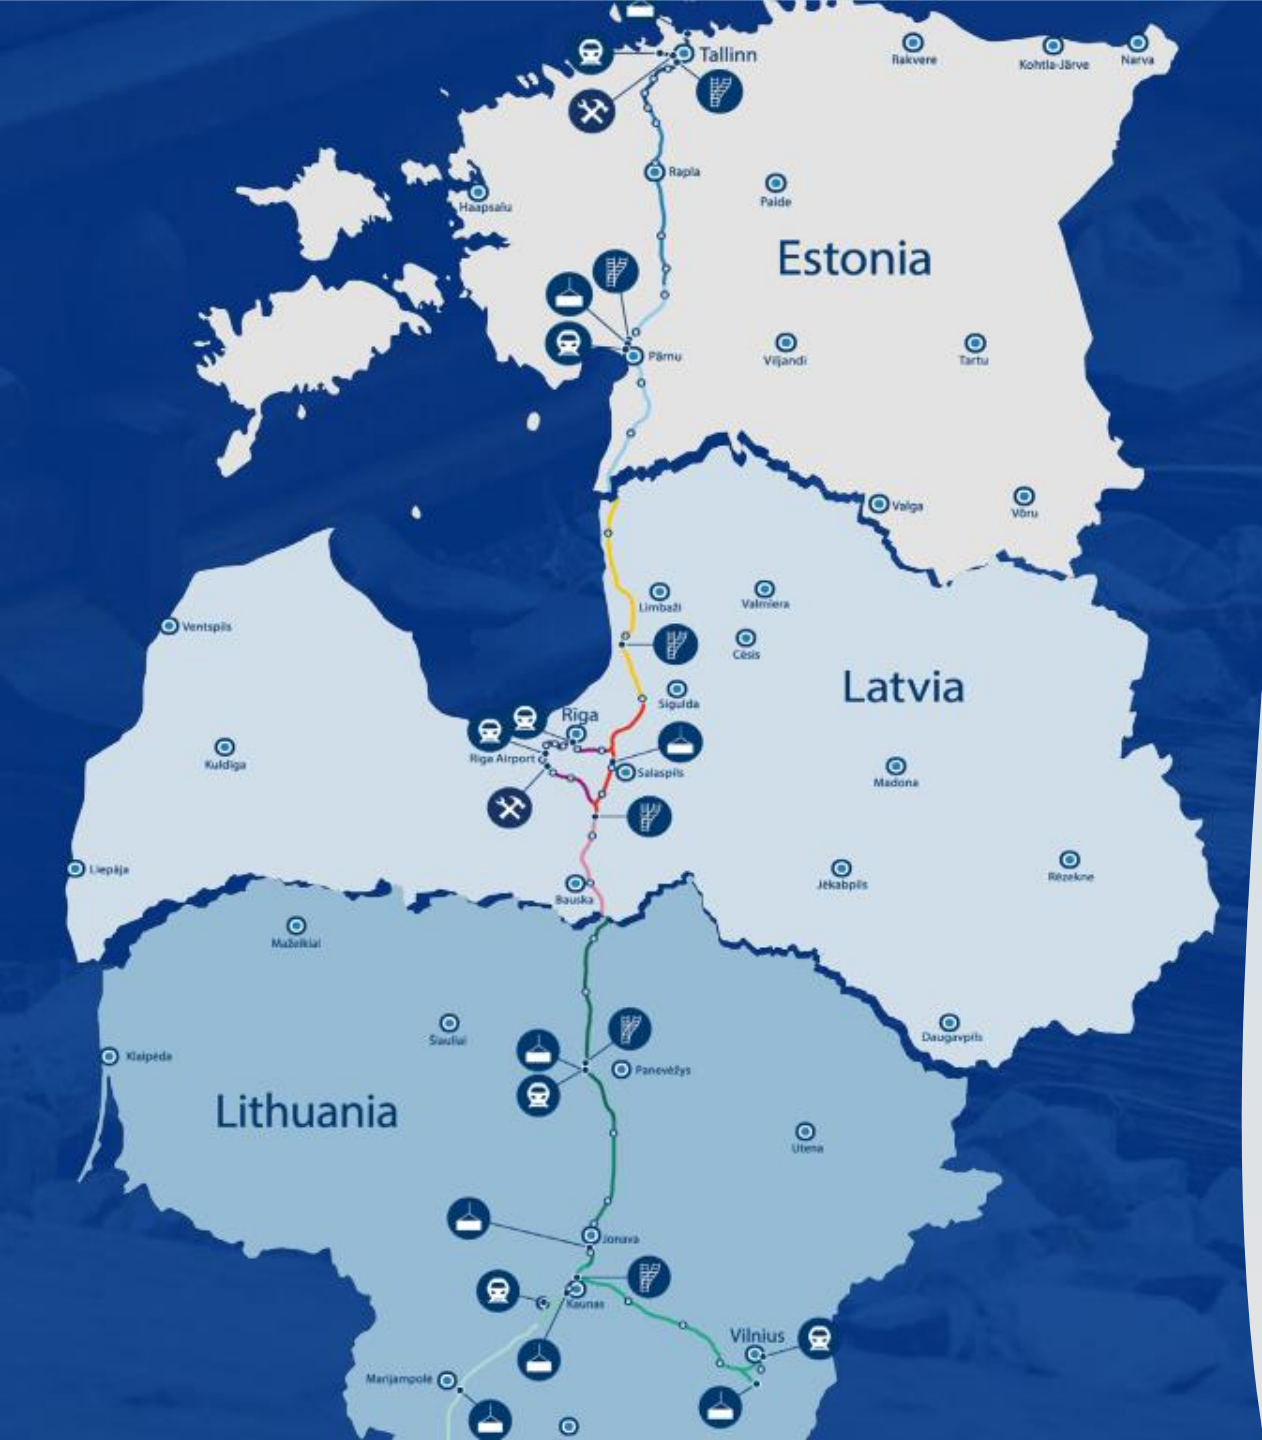 Tallinn
Rakvere
Kohtla-Järve
Narva
Rapla
Paide
Haapsalu
Estonia
Pärnu
Viljandi
Tartu
Valga
Võru
Limbaži
Valmiera
Ventspils
Cēsis
Latvia
Sigulda
Rīga
Kuldīga
Riga Airport
Salaspils
Madona
Liepāja
Jēkabpils
Rēzekne
Bauska
Mažeikiai
Daugavpils
Šiauliai
Klaipėda
Panevėžys
Lithuania
Utena
Jonava
Kaunas
Vilnius
Marijampolė